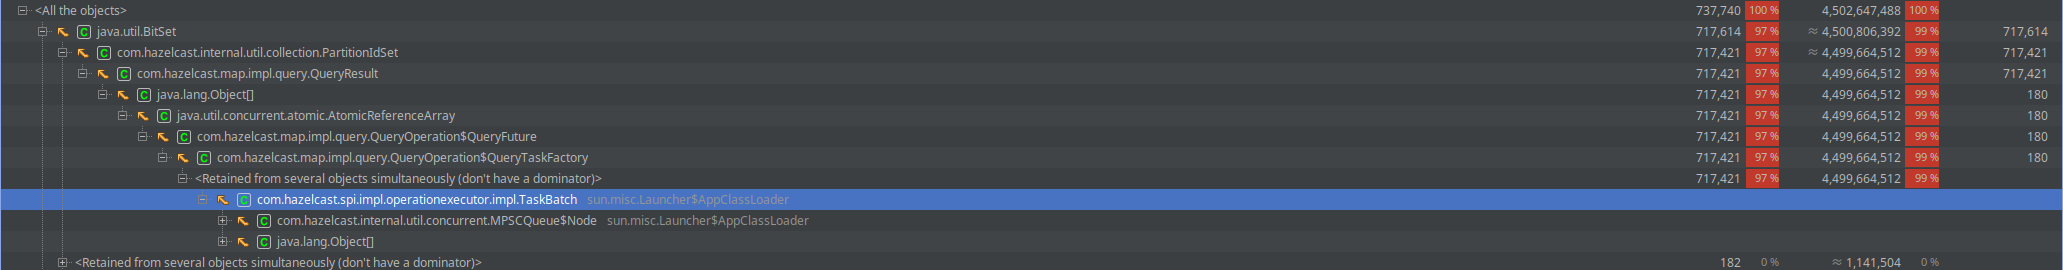 <All the objects> 737,740 100 % 4,502,647,488 100 %
C java.util.BitSet 717,614 97 % ≈ 4,500,806,392 99 % 717,614
C com.hazelcast.internal.util.collection.PartitionIdSet 717,421 97 % ≈ 4,499,664,512 99 % 717,421
C com.hazelcast.map.impl.query.QueryResult 717,421 97 % 4,499,664,512 99 % 717,421
C java.lang.Object[] 717,421 97 % 4,499,664,512 99 % 180
C java.util.concurrent.atomic.AtomicReferenceArray 717,421 97 % 4,499,664,512 99 % 180
C com.hazelcast.map.impl.query.QueryOperation$QueryFuture 717,421 97 % 4,499,664,512 99 % 180
C com.hazelcast.map.impl.query.QueryOperation$QueryTaskFactory 717,421 97 % 4,499,664,512 99 % 180
<Retained from several objects simultaneously (don't have a dominator)> 717,421 97 % 4,499,664,512 99 %
C com.hazelcast.spi.impl.operationexecutor.impl.TaskBatch sun.misc.Launcher$AppClassLoader
C com.hazelcast.internal.util.concurrent.MPSCQueue$Node sun.misc.Launcher$AppClassLoader
C java.lang.Object[]
<Retained from several objects simultaneously (don't have a dominator)> 182 0 % ≈ 1,141,504 0 %